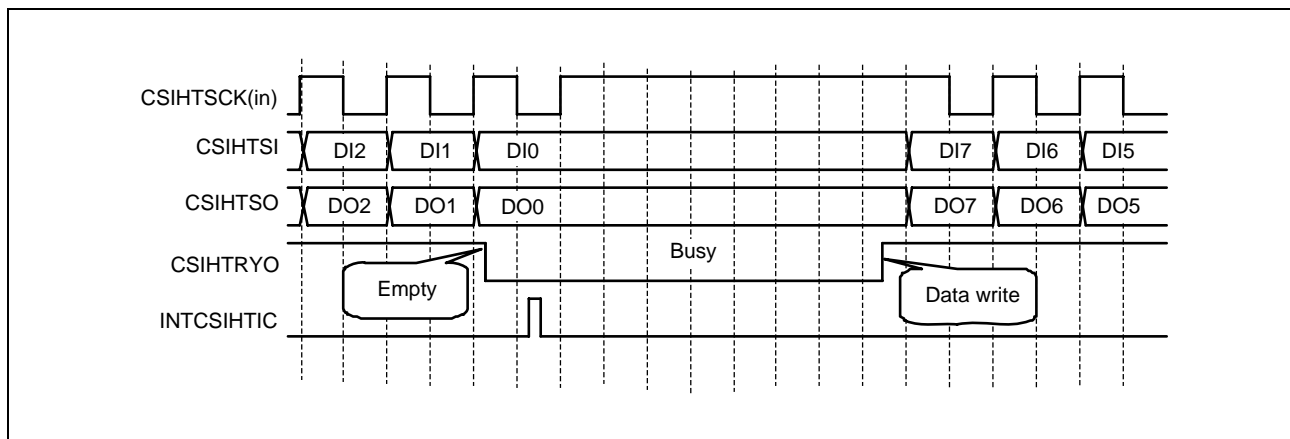 CSIHTSCK(in)
CSIHTSI DI2 DI1 DI0 DI7 DI6 DI5
CSIHTSO DO2 DO1 DO0 DO7 DO6 DO5
CSIHTRYO Busy
Empty Data write
INTCSIHTIC